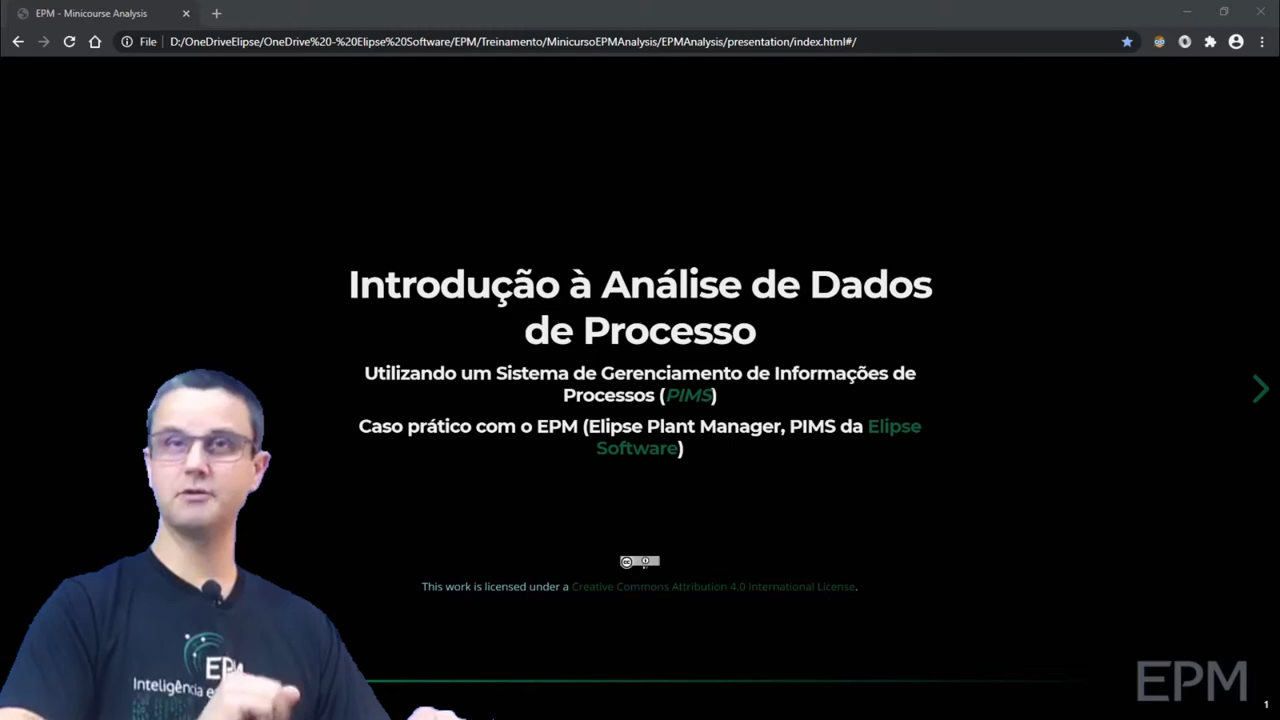 EPM - Minicourse Analysis
File D:/OneDriveElipse/OneDrive%20-%20Elipse%20Software/EPM/Treinamento/MinicursoEPMAnalysis/EPMAnalysis/presentation/index.html#/
Introdução à Análise de Dados
de Processo
Utilizando um Sistema de Gerenciamento de Informações de
Processos (PIMS)
Caso prático com o EPM (Elipse Plant Manager, PIMS da Elipse
Software)
This work is licensed under a Creative Commons Attribution 4.0 International License.
EPM
Inteligência
EPM
1